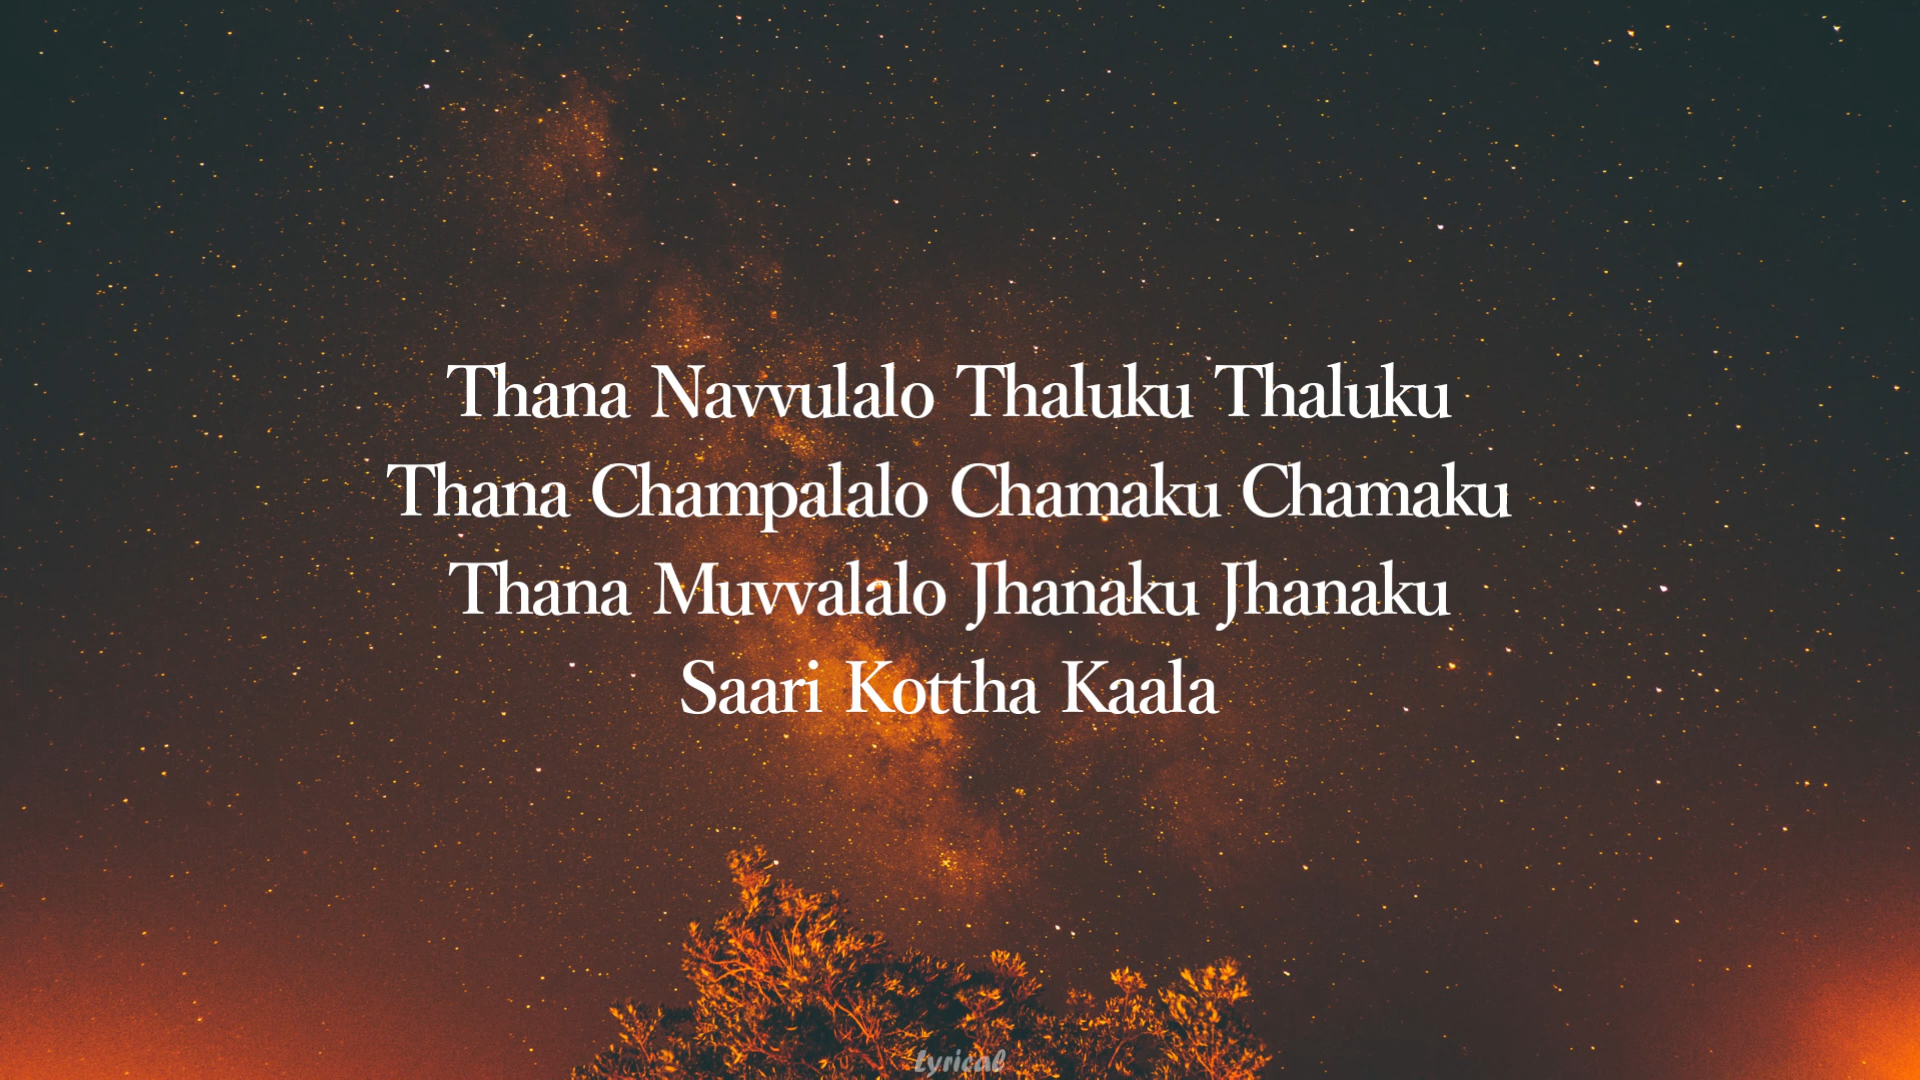 Thana Navvulalo Thaluku Thaluku
Thana Champalalo Chamaku Chamaku
Thana Muvvalalo Jhanaku Jhanaku
Saari Kottha Kaala
Lyrical